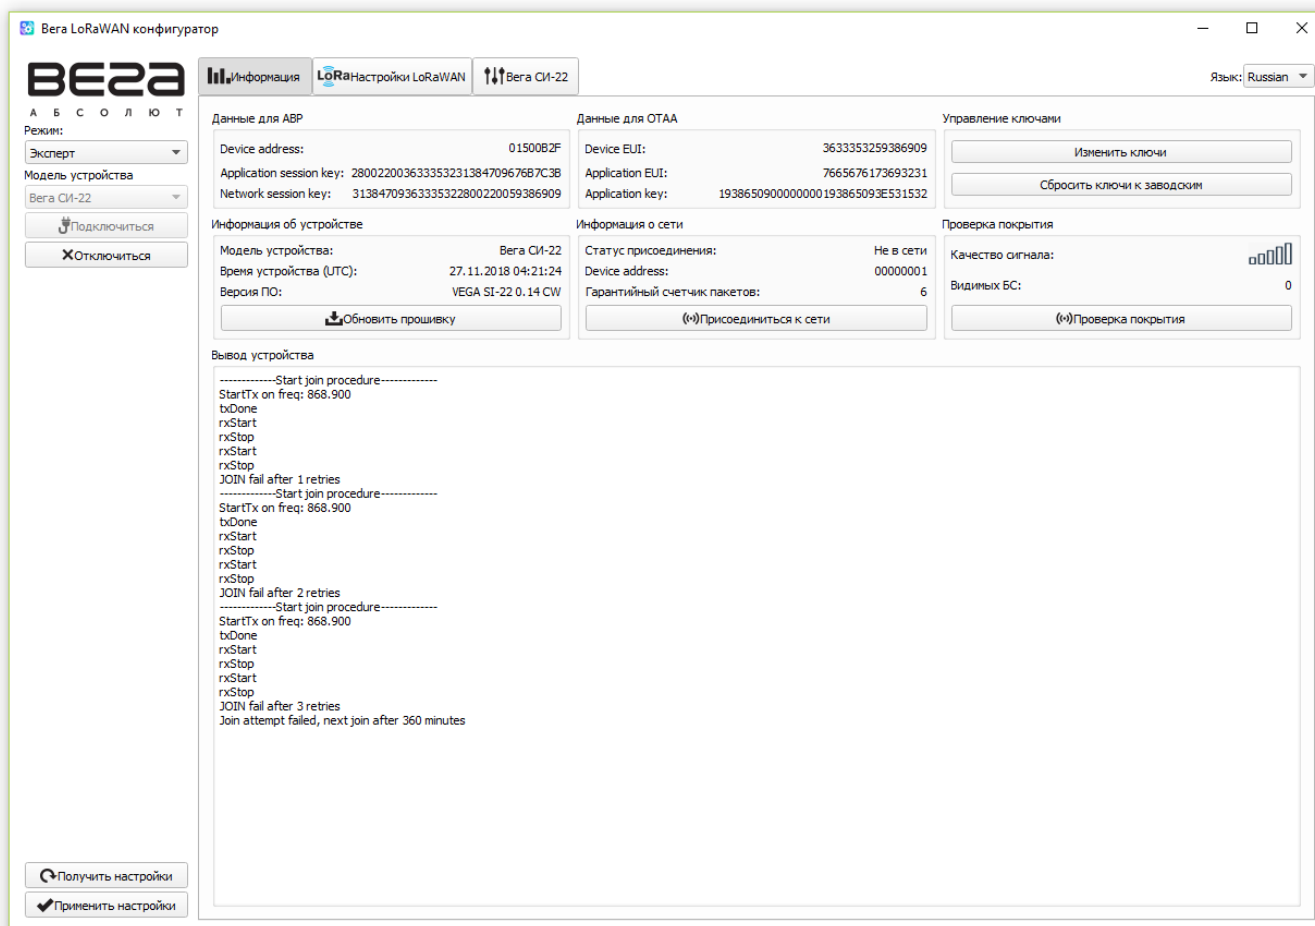 Вега LoRaWAN конфигуратор
ВЕГА
АБСОЛЮТ
Режим:
Эксперт
Модель устройства
Вега СИ-22
Подключиться
Отключиться
Получить настройки
Применить настройки
Информация
LoRa Настройки LoRaWAN
Вега СИ-22
Язык: Russian
Данные для ABP
Device address: 01500B2F
Application session key: 2800220036333532313847096​76B7C3B
Network session key: 31384709363335322800220059386909
Данные для OTAA
Device EUI: 3633353259386909
Application EUI: 7665676173693231
Application key: 19386509000000000193865093E531532
Управление ключами
Изменить ключи
Сбросить ключи к заводским
Информация об устройстве
Модель устройства: Вега СИ-22
Время устройства (UTC): 27.11.2018 04:21:24
Версия ПО: VEGA SI-22 0.14 CW
Обновить прошивку
Информация о сети
Статус присоединения: Не в сети
Device address: 00000001
Гарантийный счетчик пакетов: 6
Присоединиться к сети
Проверка покрытия
Качество сигнала:
Видимых БС: 0
Проверка покрытия
Вывод устройства
-------------Start join procedure-------------
StartTx on freq: 868.900
txDone
rxStart
rxStop
rxStart
rxStop
JOIN fail after 1 retries
-------------Start join procedure-------------
StartTx on freq: 868.900
txDone
rxStart
rxStop
rxStart
rxStop
JOIN fail after 2 retries
-------------Start join procedure-------------
StartTx on freq: 868.900
txDone
rxStart
rxStop
rxStart
rxStop
JOIN fail after 3 retries
Join attempt failed, next join after 360 minutes